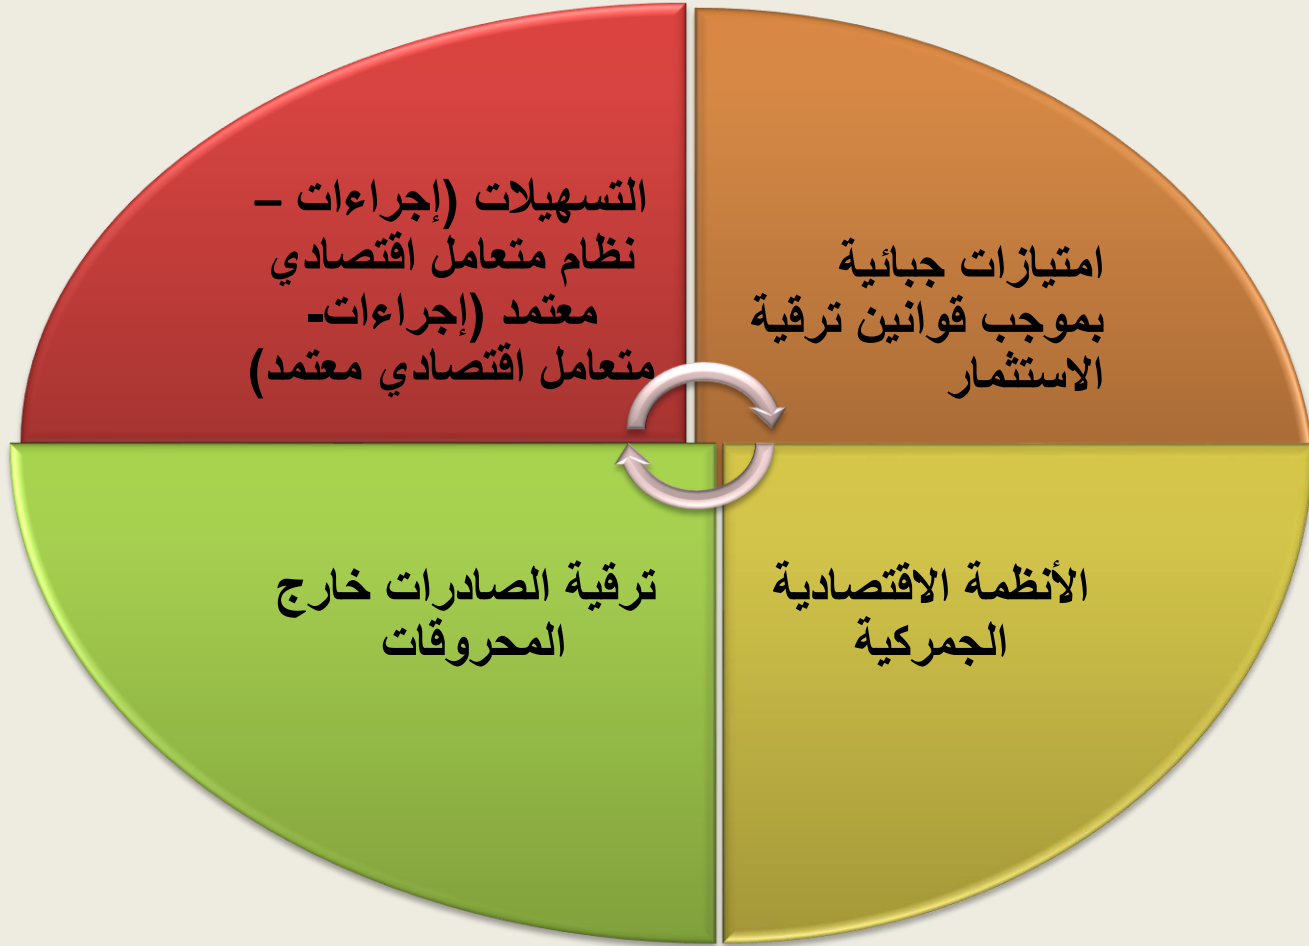 امتيازات جبائية
بموجب قوانين ترقية
الاستثمار
التسهيلات (إجراءات –
نظام متعامل اقتصادي
معتمد (إجراءات-
متعامل اقتصادي معتمد)
الأنظمة الاقتصادية
الجمركية
ترقية الصادرات خارج
المحروقات